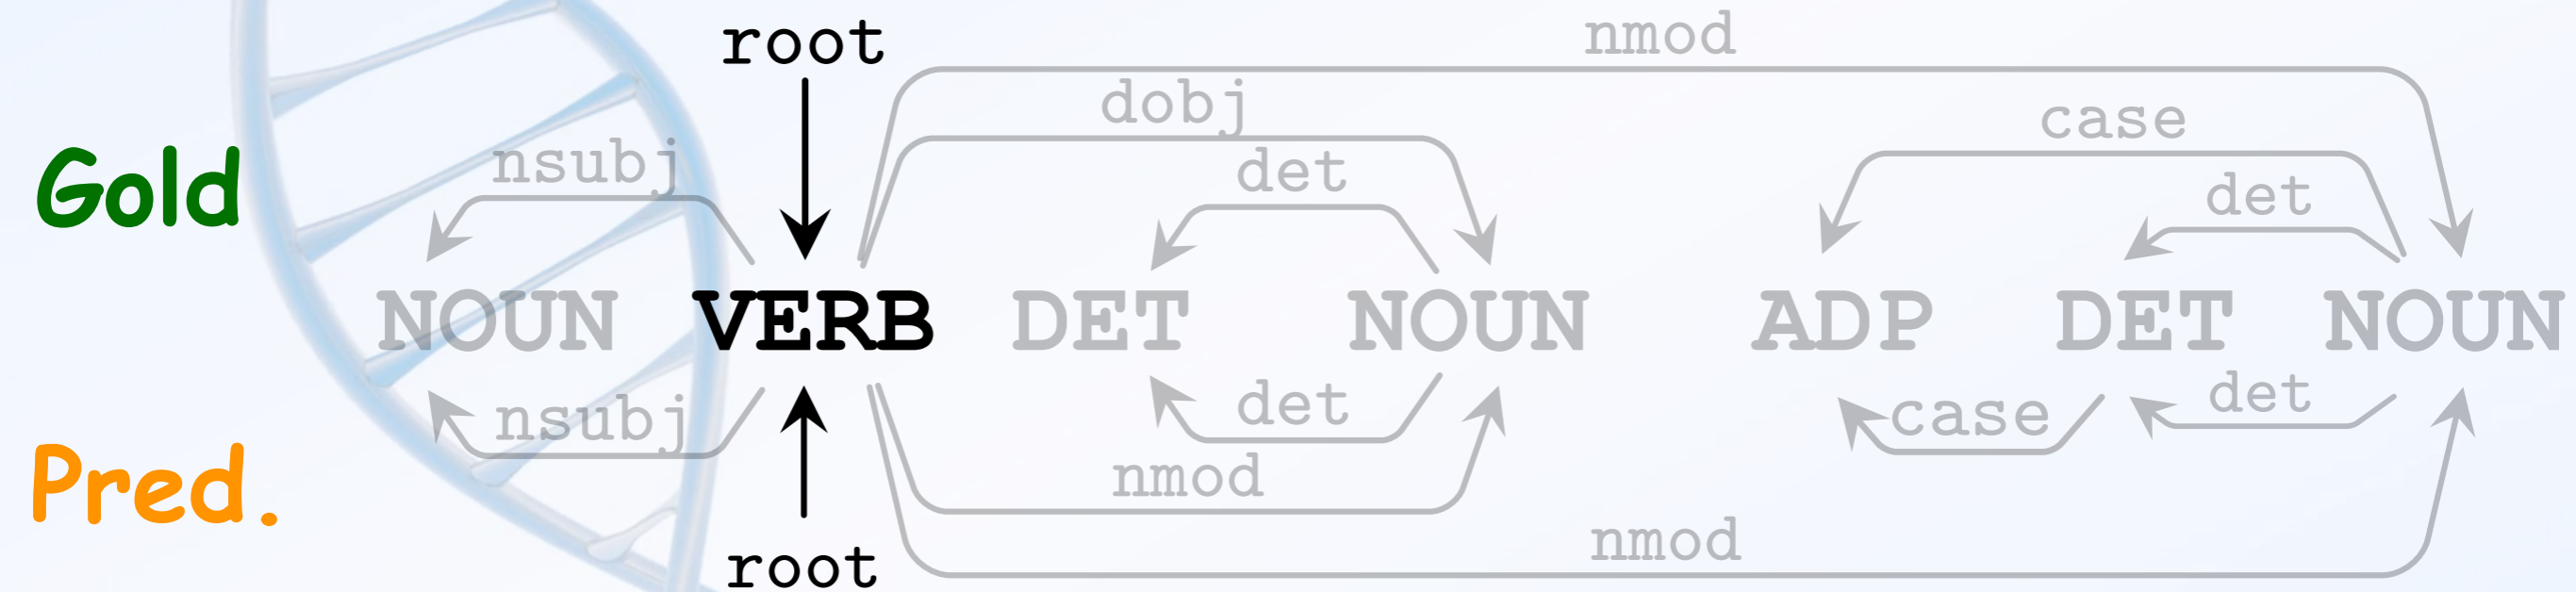 root
nmod
dobj
case
nsubj
det
det
Gold
NOUN VERB DET NOUN ADP DET NOUN
Pred.
nsubj
det
case
det
nmod
nmod
root